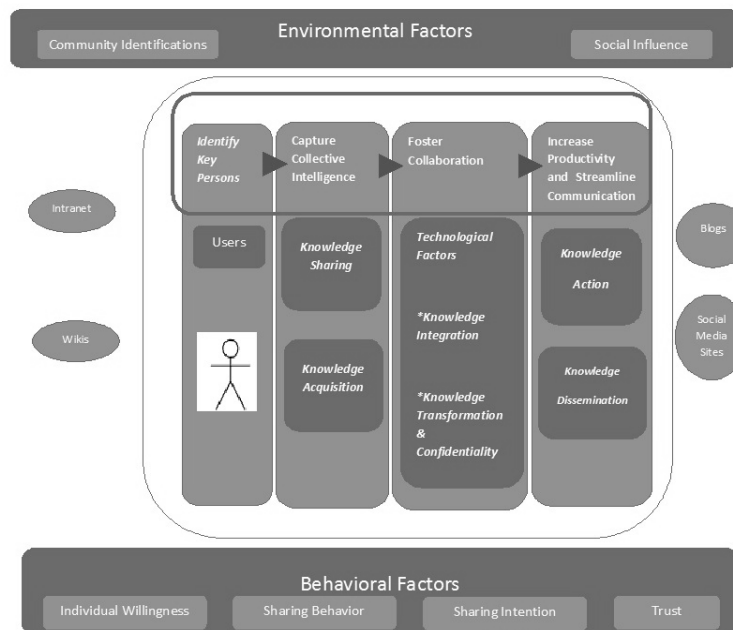 Environmental Factors
Community Identifications
Social Influence
Identify
Key
Persons
Capture
Collective
Intelligence
Foster
Collaboration
Increase
Productivity
and Streamline
Communication
Intranet
Wikis
Users
Knowledge
Sharing
Knowledge
Acquisition
Technological
Factors
*Knowledge
Integration
*Knowledge
Transformation
&
Confidentiality
Knowledge
Action
Knowledge
Dissemination
Blogs
Social
Media
Sites
Behavioral Factors
Individual Willingness
Sharing Behavior
Sharing Intention
Trust